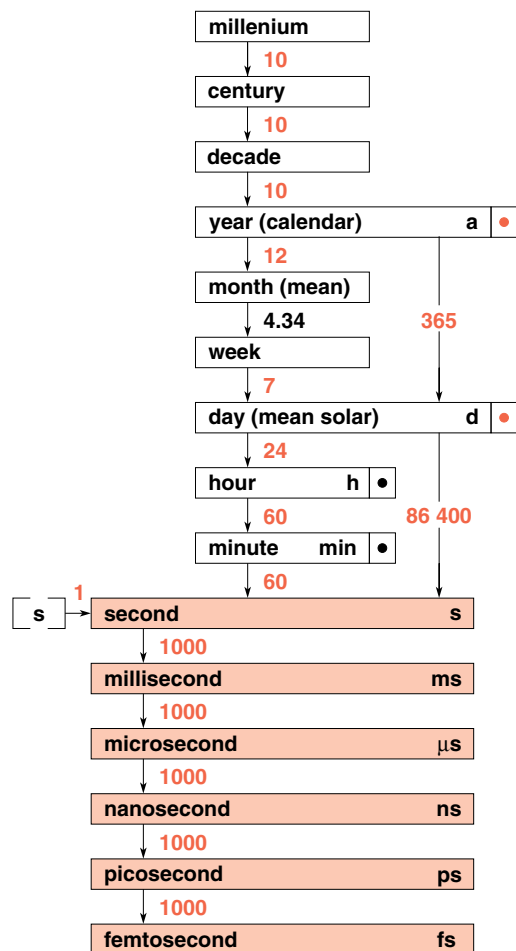 millenium
10
century
10
decade
10
year (calendar) a
12
month (mean)
4.34 365
week
7
day (mean solar) d
24
hour h
60 86 400
minute min
60
s 1 second s
1000
millisecond ms
1000
microsecond μs
1000
nanosecond ns
1000
picosecond ps
1000
femtosecond fs